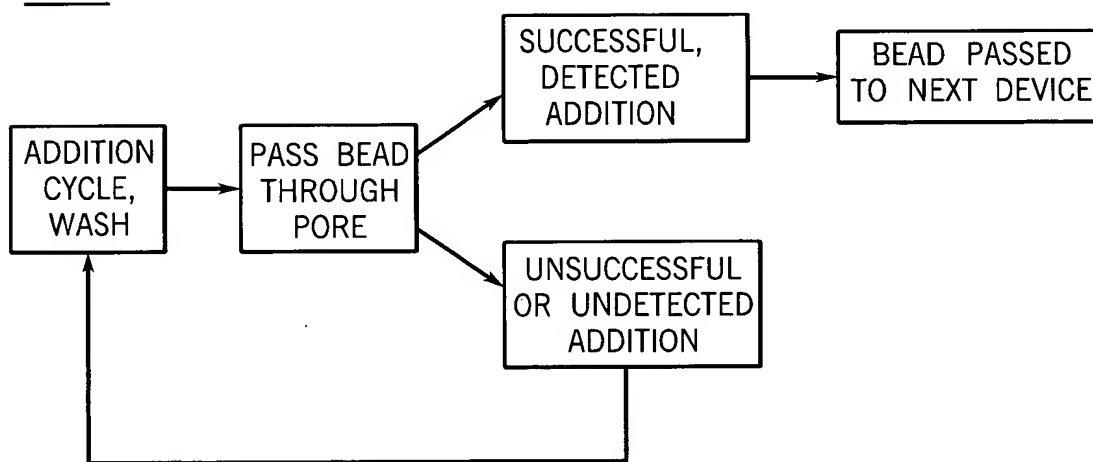 ADDITION
CYCLE,
WASH
PASS BEAD
THROUGH
PORE
SUCCESSFUL,
DETECTED
ADDITION
BEAD PASSED
TO NEXT DEVICE
UNSUCCESSFUL
OR UNDETECTED
ADDITION